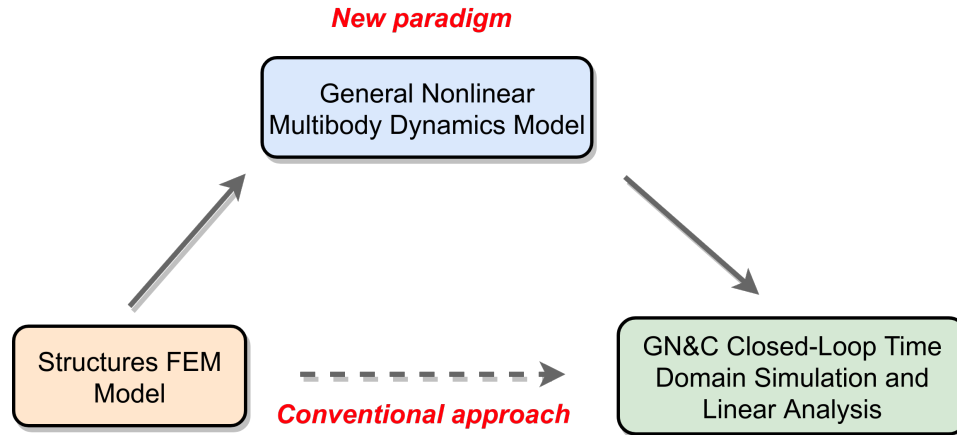 New paradigm
General Nonlinear
Multibody Dynamics Model
Structures FEM
Model
Conventional approach
GN&C Closed-Loop Time
Domain Simulation and
Linear Analysis